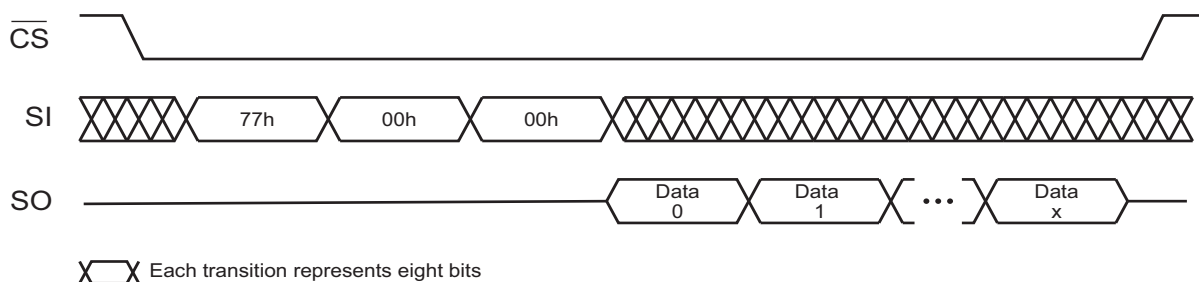 CS
SI
77h
00h
00h
SO
Data
0
Data
1
•••
Data
x
Each transition represents eight bits